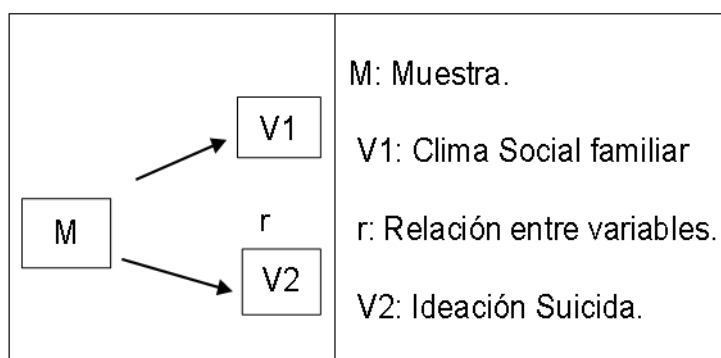 V1
M
r
V2
M: Muestra.
V1: Clima Social familiar
r: Relación entre variables.
V2: Ideación Suicida.